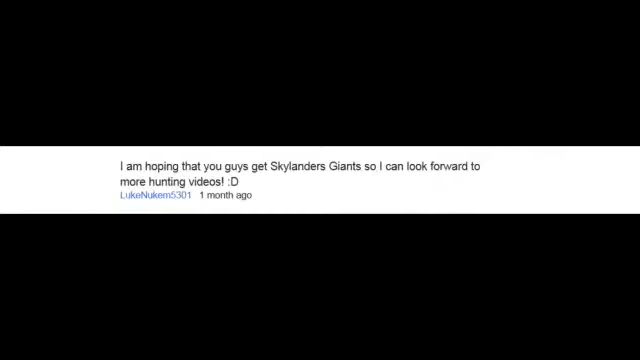 I am hoping that you guys get Skylanders Giants so I can look forward to
more hunting videos! :D
LukeNukem5301 1 month ago